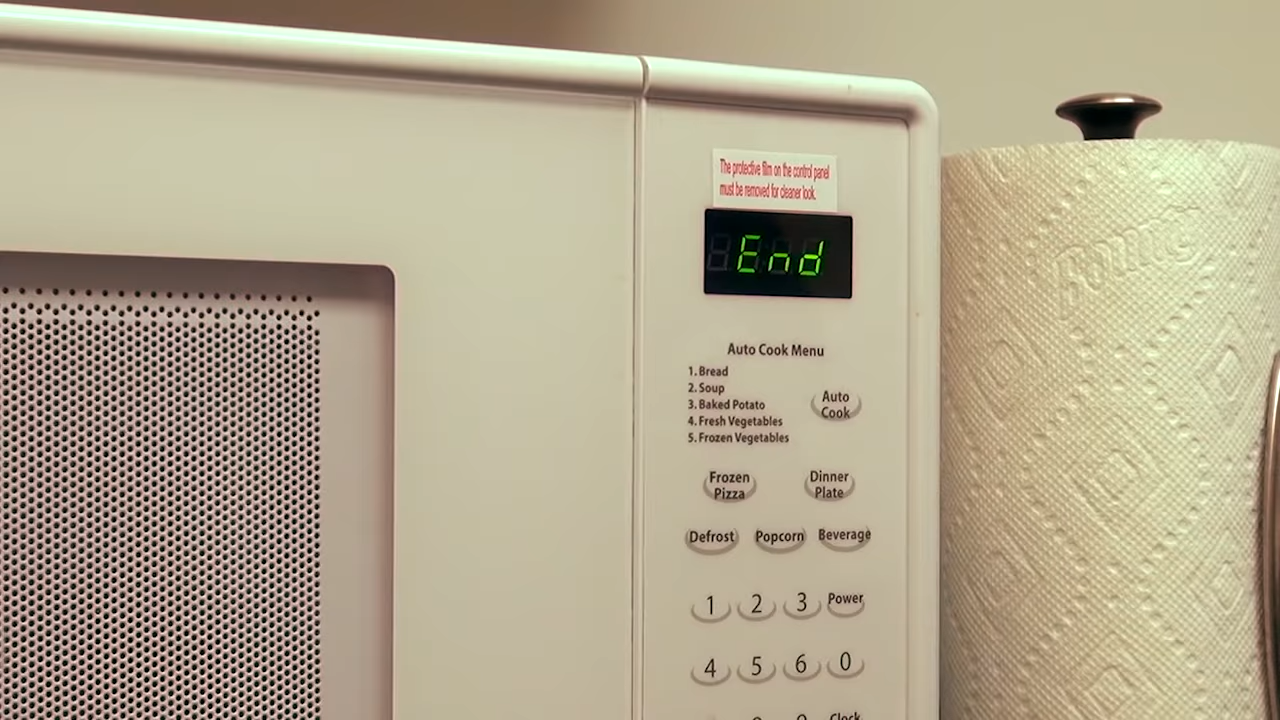 The protective film on the control panel
must be removed for cleaner look.
End
Auto Cook Menu
1. Bread
2. Soup
3. Baked Potato
4. Fresh Vegetables
5. Frozen Vegetables
Auto
Cook
Frozen
Pizza
Dinner
Plate
Defrost Popcorn Beverage
1 2 3 Power
4 5 6 0
Clock
Bounty